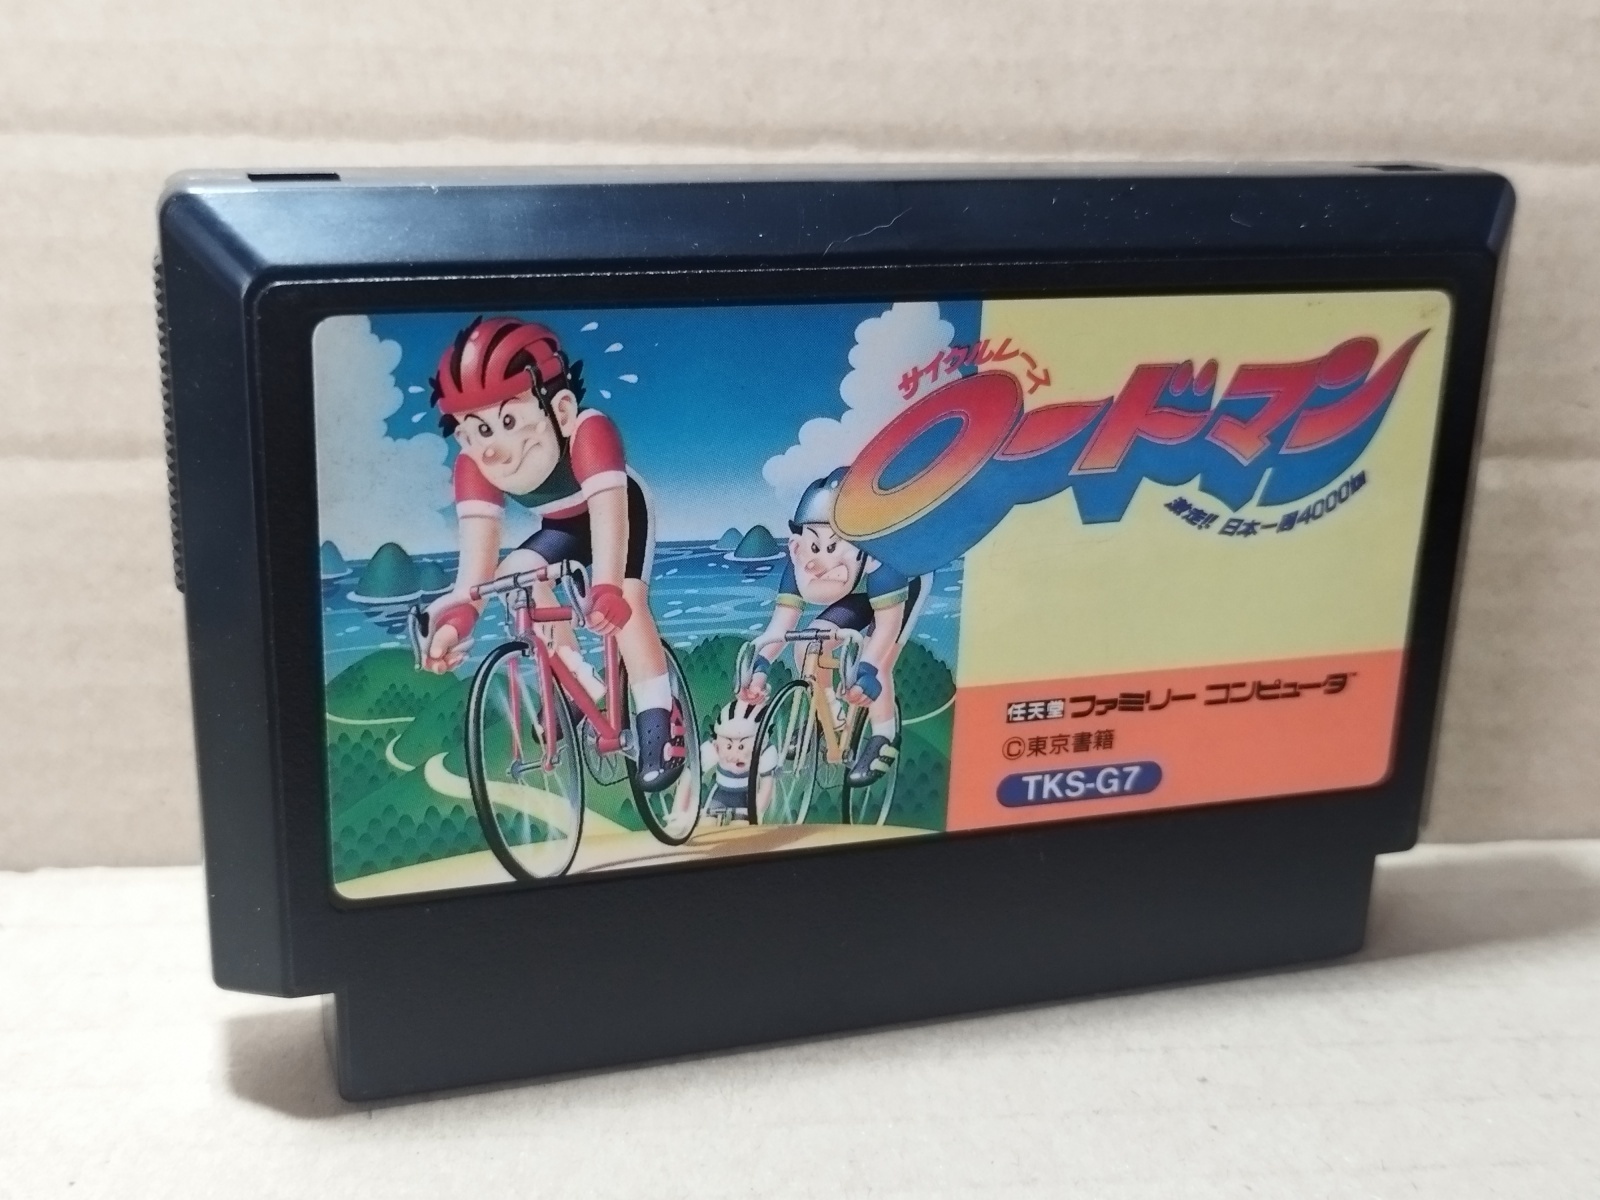 サイクルレース
ロードマン
激走!! 日本一周4000km
任天堂 ファミリー コンピュータ™
©東京書籍
TKS-G7